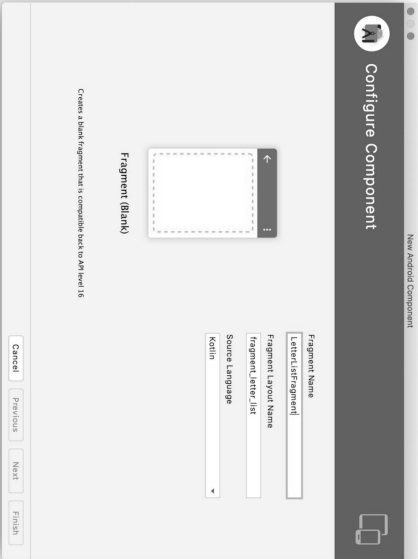 New Android Component
Configure Component
Fragment Name
LetterListFragment
Fragment Layout Name
fragment_letter_list
Source Language
Kotlin
Fragment (Blank)
Creates a blank fragment that is compatible back to API level 16
Cancel
Previous
Next
Finish